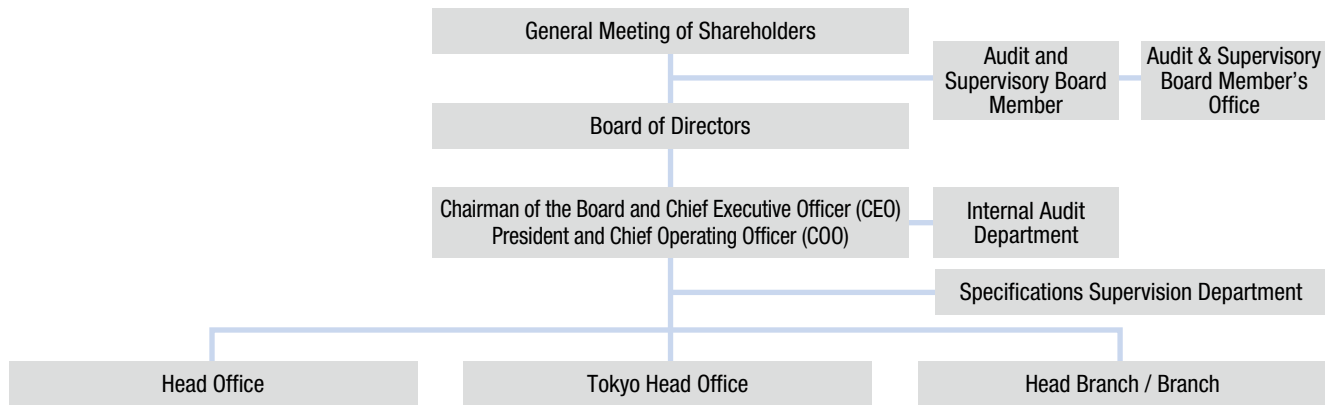 General Meeting of Shareholders
Audit and
Supervisory Board
Member
Audit & Supervisory
Board Member's
Office
Board of Directors
Chairman of the Board and Chief Executive Officer (CEO)
President and Chief Operating Officer (COO)
Internal Audit
Department
Specifications Supervision Department
Head Office
Tokyo Head Office
Head Branch / Branch